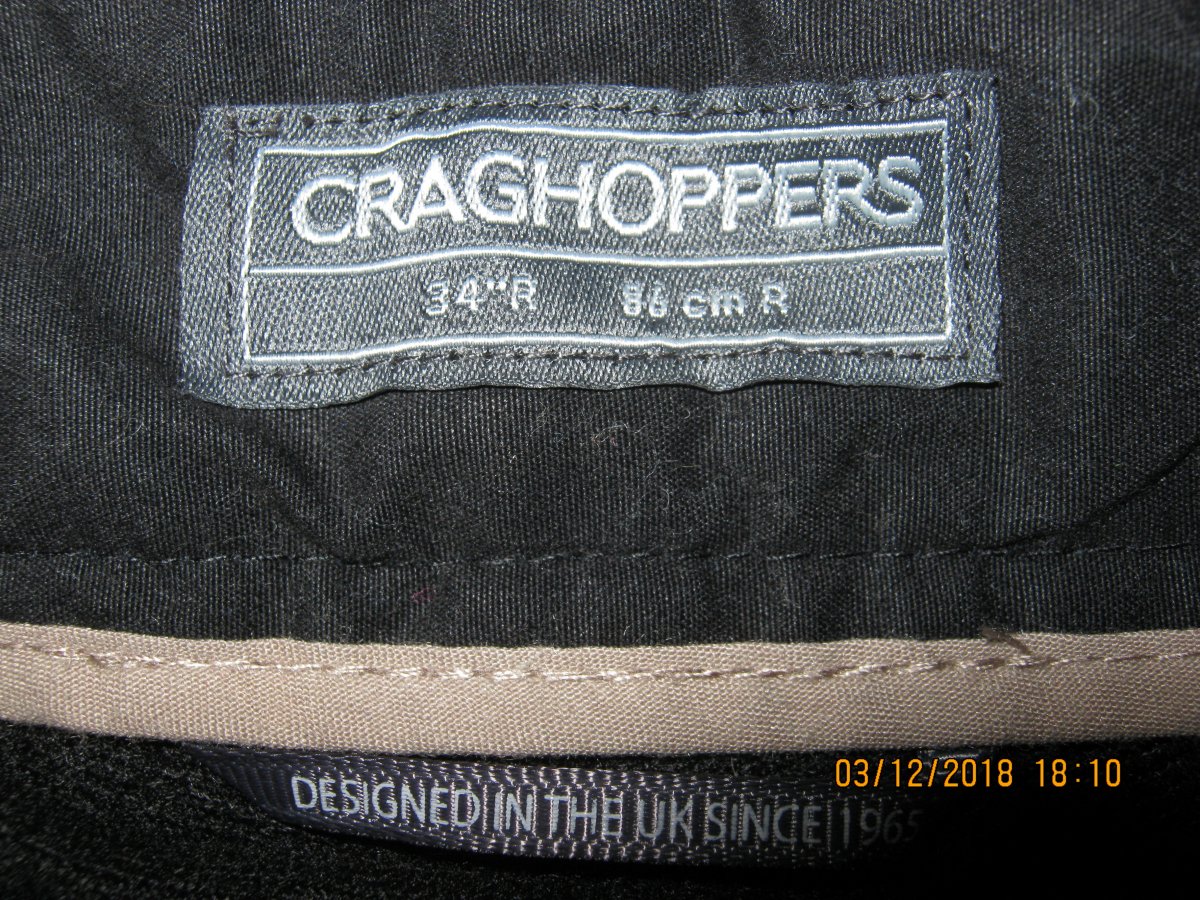 CRAGHOPPERS
34"R 86 cm R
DESIGNED IN THE UK SINCE 1965
03/12/2018 18:10